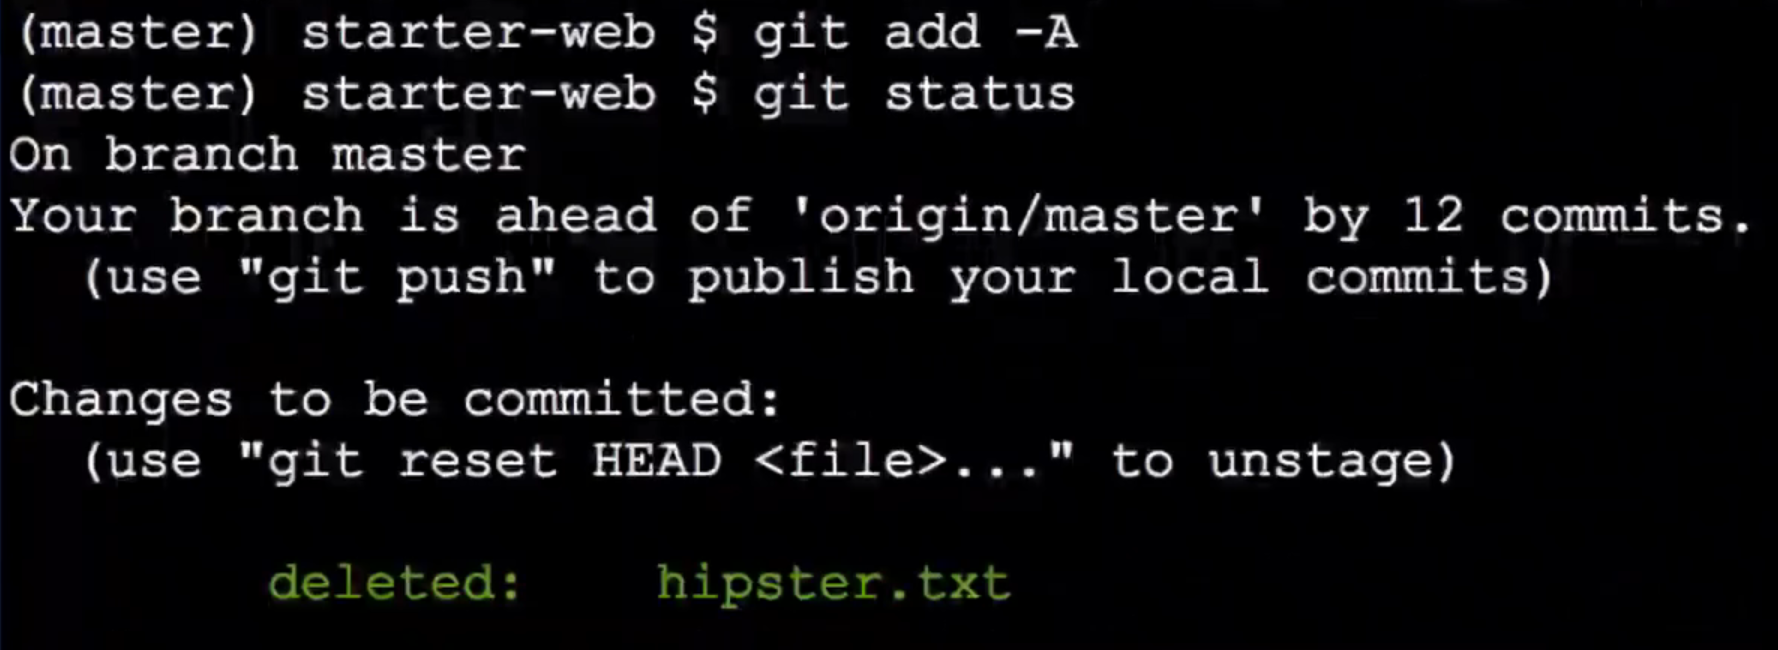 (master) starter-web $ git add -A
(master) starter-web $ git status
On branch master
Your branch is ahead of 'origin/master' by 12 commits.
(use "git push" to publish your local commits)
Changes to be committed:
(use "git reset HEAD <file>..." to unstage)
deleted: hipster.txt